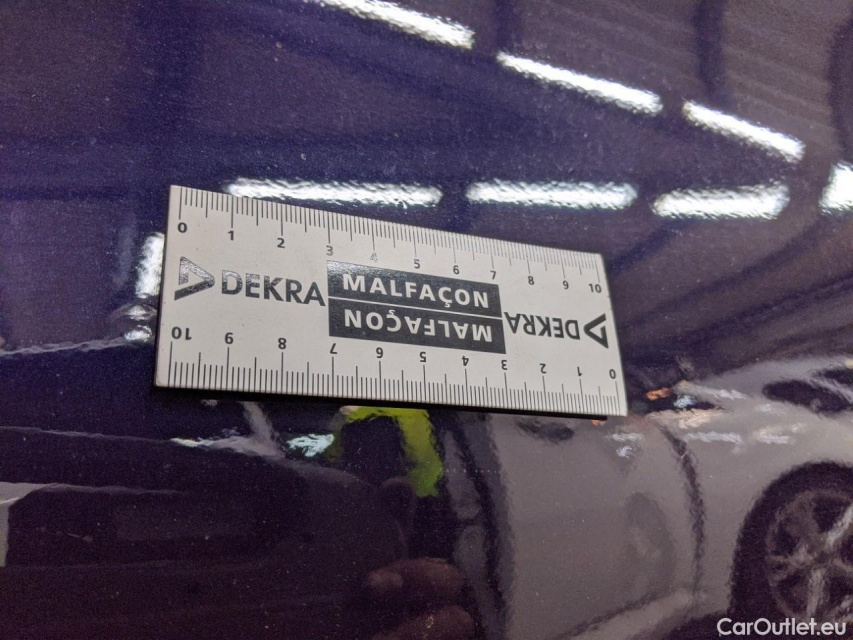 0 1 2 3 4 5 6 7 8 9 10
DEKRA MALFAÇON
MALFAÇON DEKRA
10 9 8 7 6 5 4 3 2 1 0
CarOutlet.eu